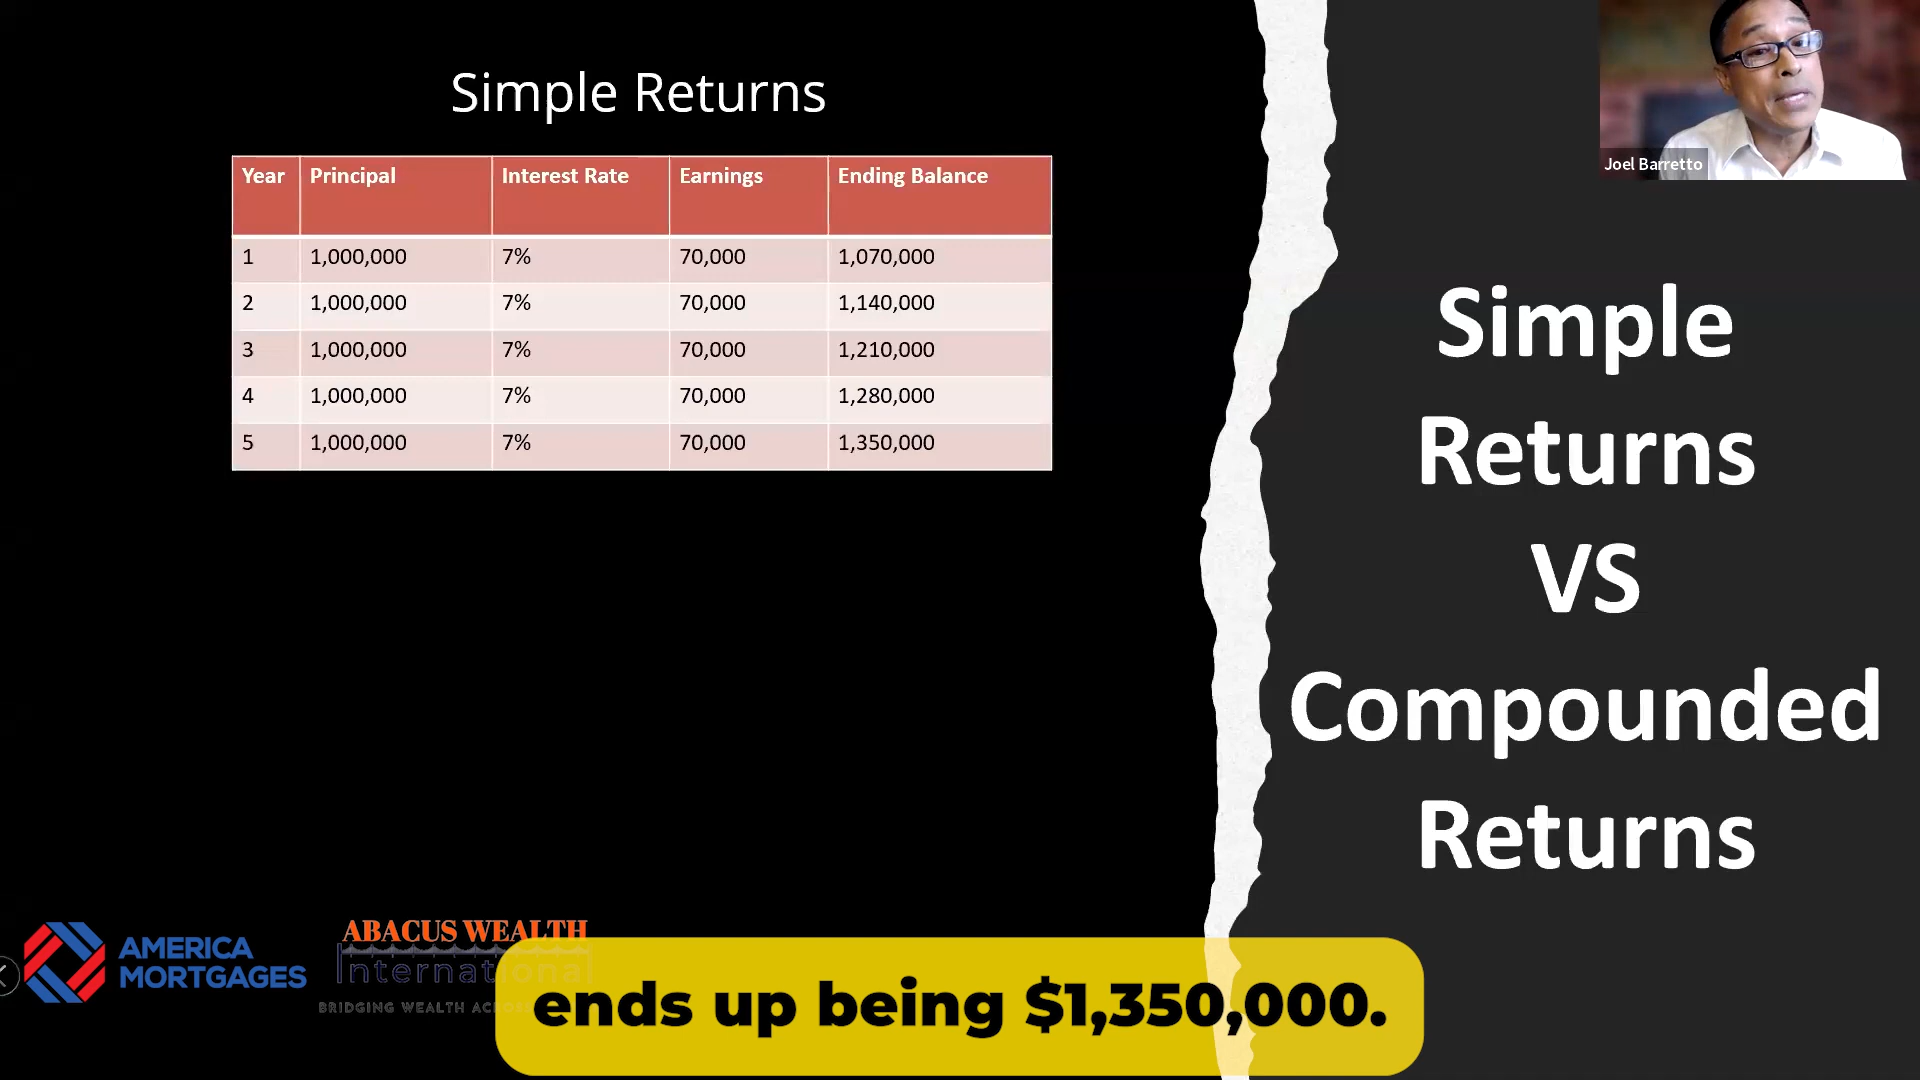 Simple Returns
Year Principal Interest Rate Earnings Ending Balance
1 1,000,000 7% 70,000 1,070,000
2 1,000,000 7% 70,000 1,140,000
3 1,000,000 7% 70,000 1,210,000
4 1,000,000 7% 70,000 1,280,000
5 1,000,000 7% 70,000 1,350,000
Joel Barretto
Simple
Returns
VS
Compounded
Returns
AMERICA
MORTGAGES
ABACUS WEALTH
International
BRIDGING WEALTH
ends up being $1,350,000.